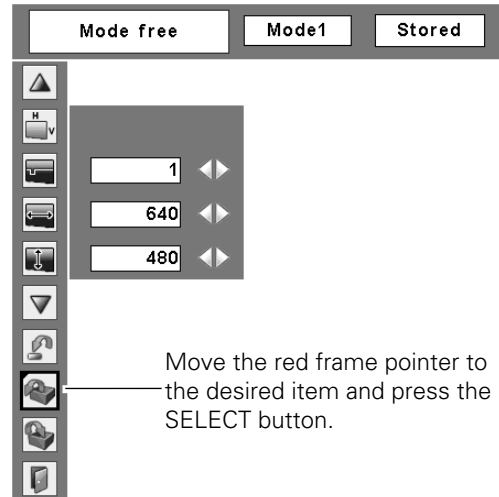 Mode free Mode1 Stored
H
V
1
640
480
Move the red frame pointer to
the desired item and press the
SELECT button.